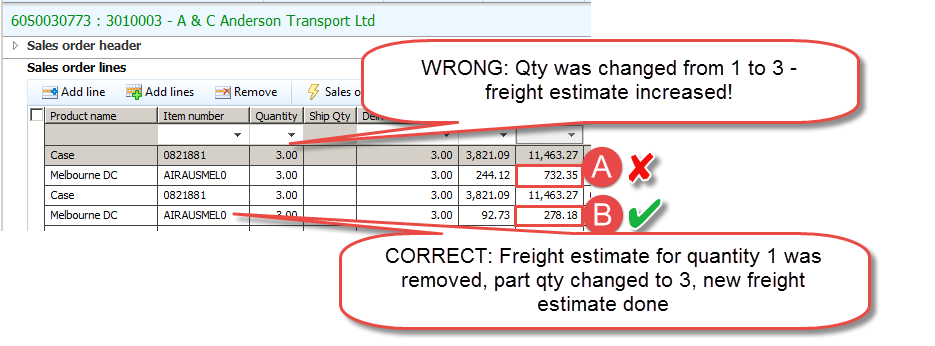 60S0030773 : 3010003 - A & C Anderson Transport Ltd
Sales order header
Sales order lines
WRONG: Qty was changed from 1 to 3 -
freight estimate increased!
Add line Add lines Remove Sales o
Product name Item number Quantity Ship Qty
Case 0821881 3.00 3.00 3,821.09 11,463.27
Melbourne DC AIRAUSMEL0 3.00 3.00 244.12 732.35
A
Case 0821881 3.00 3.00 3,821.09 11,463.27
Melbourne DC AIRAUSMEL0 3.00 3.00 92.73 278.18
B
CORRECT: Freight estimate for quantity 1 was
removed, part qty changed to 3, new freight
estimate done